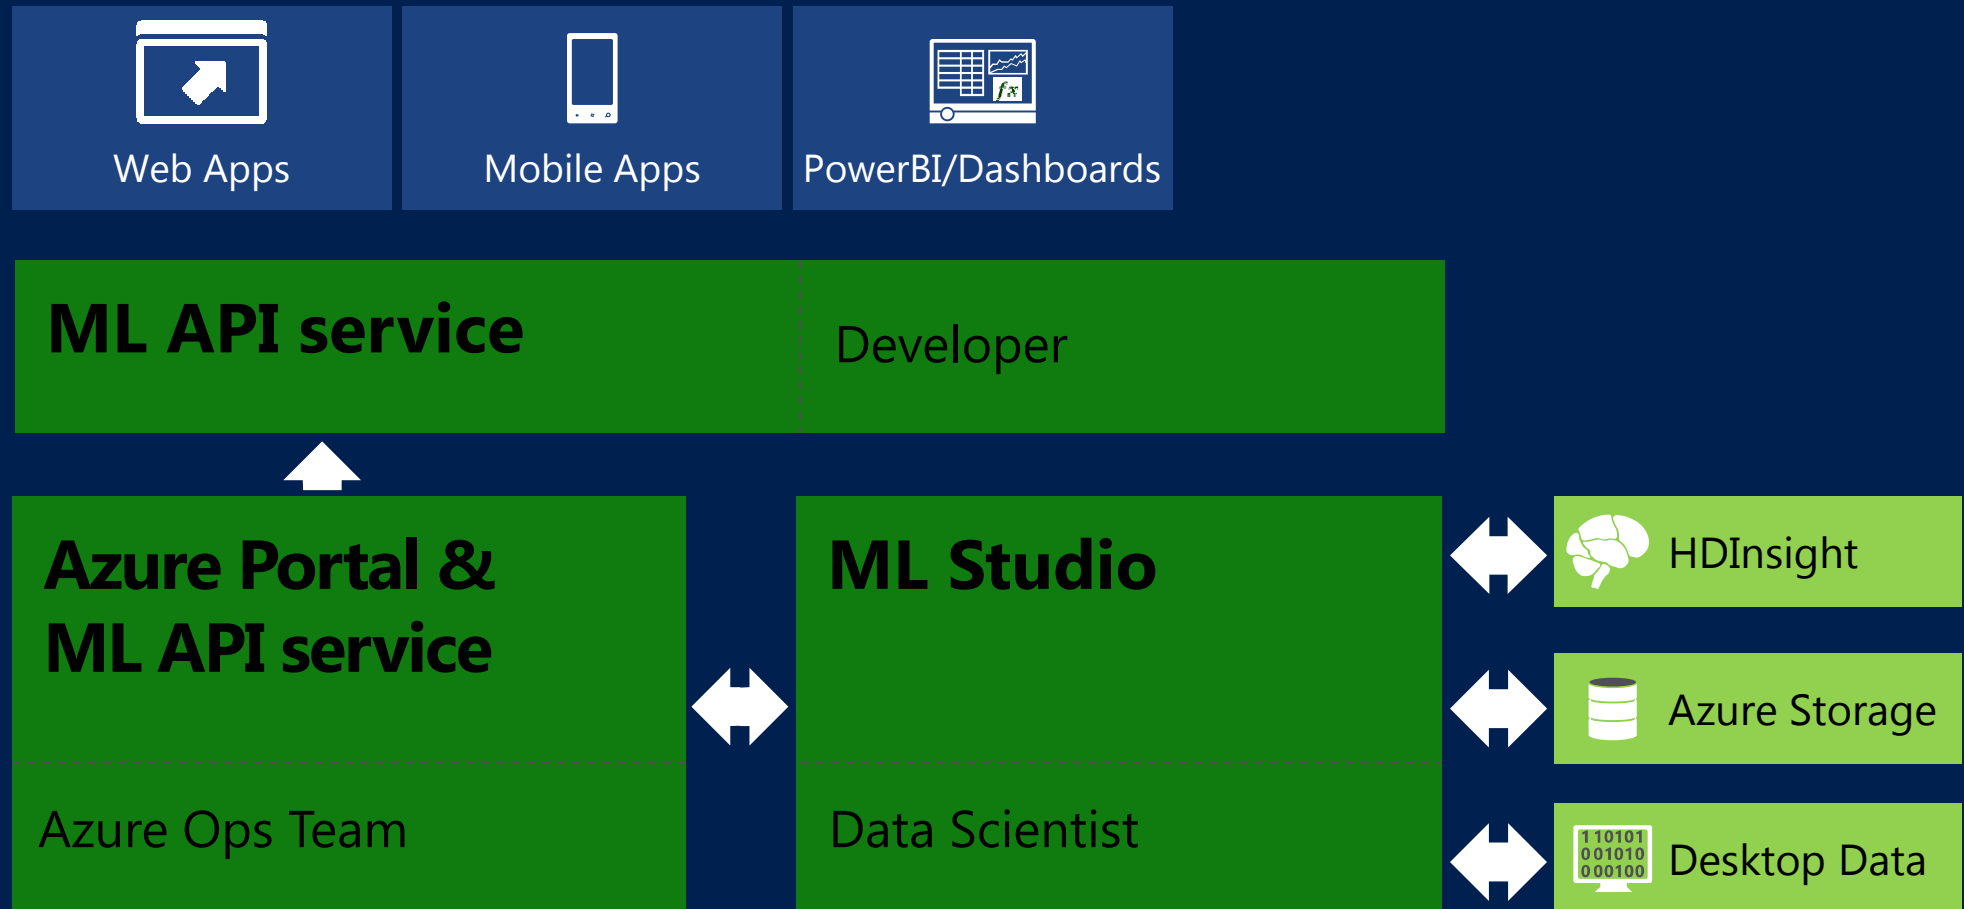 fx
Web Apps
Mobile Apps
PowerBI/Dashboards
ML API service
Developer
Azure Portal &
ML API service
Azure Ops Team
ML Studio
Data Scientist
HDInsight
Azure Storage
110101
001010
000100
Desktop Data